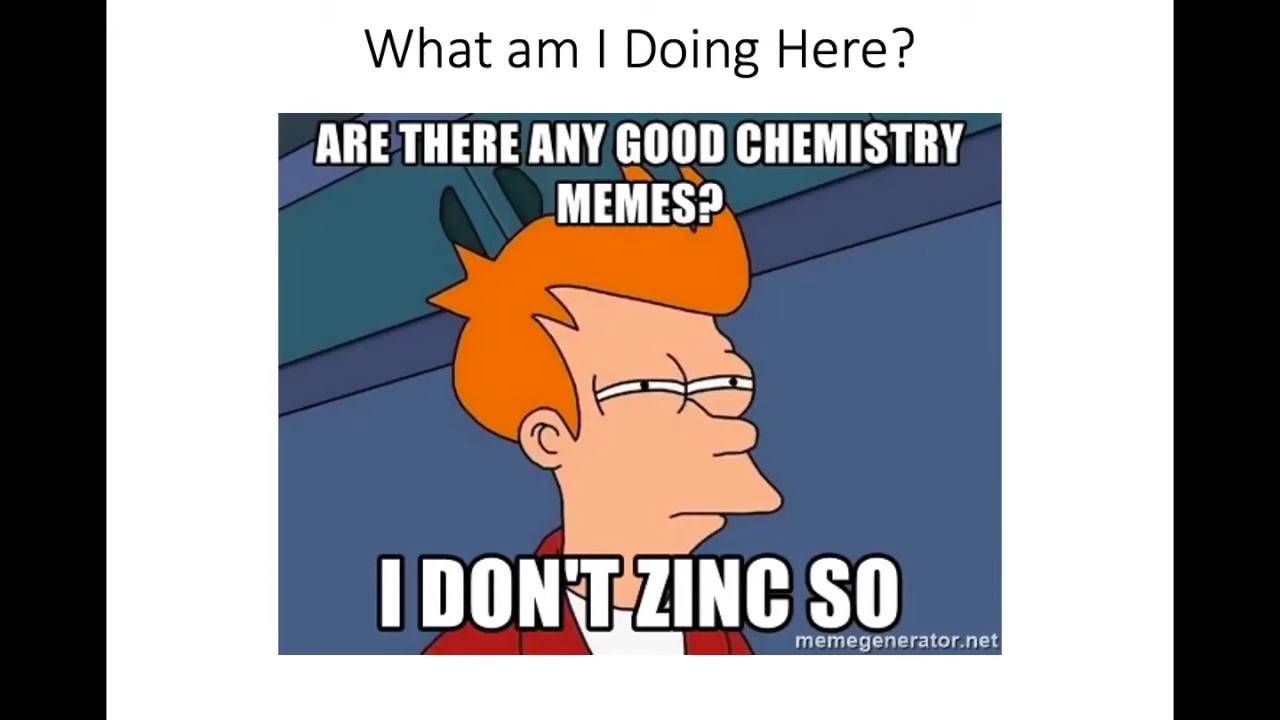 What am I Doing Here?
ARE THERE ANY GOOD CHEMISTRY
MEMES?
I DON'T ZINC SO
memegenerator.net